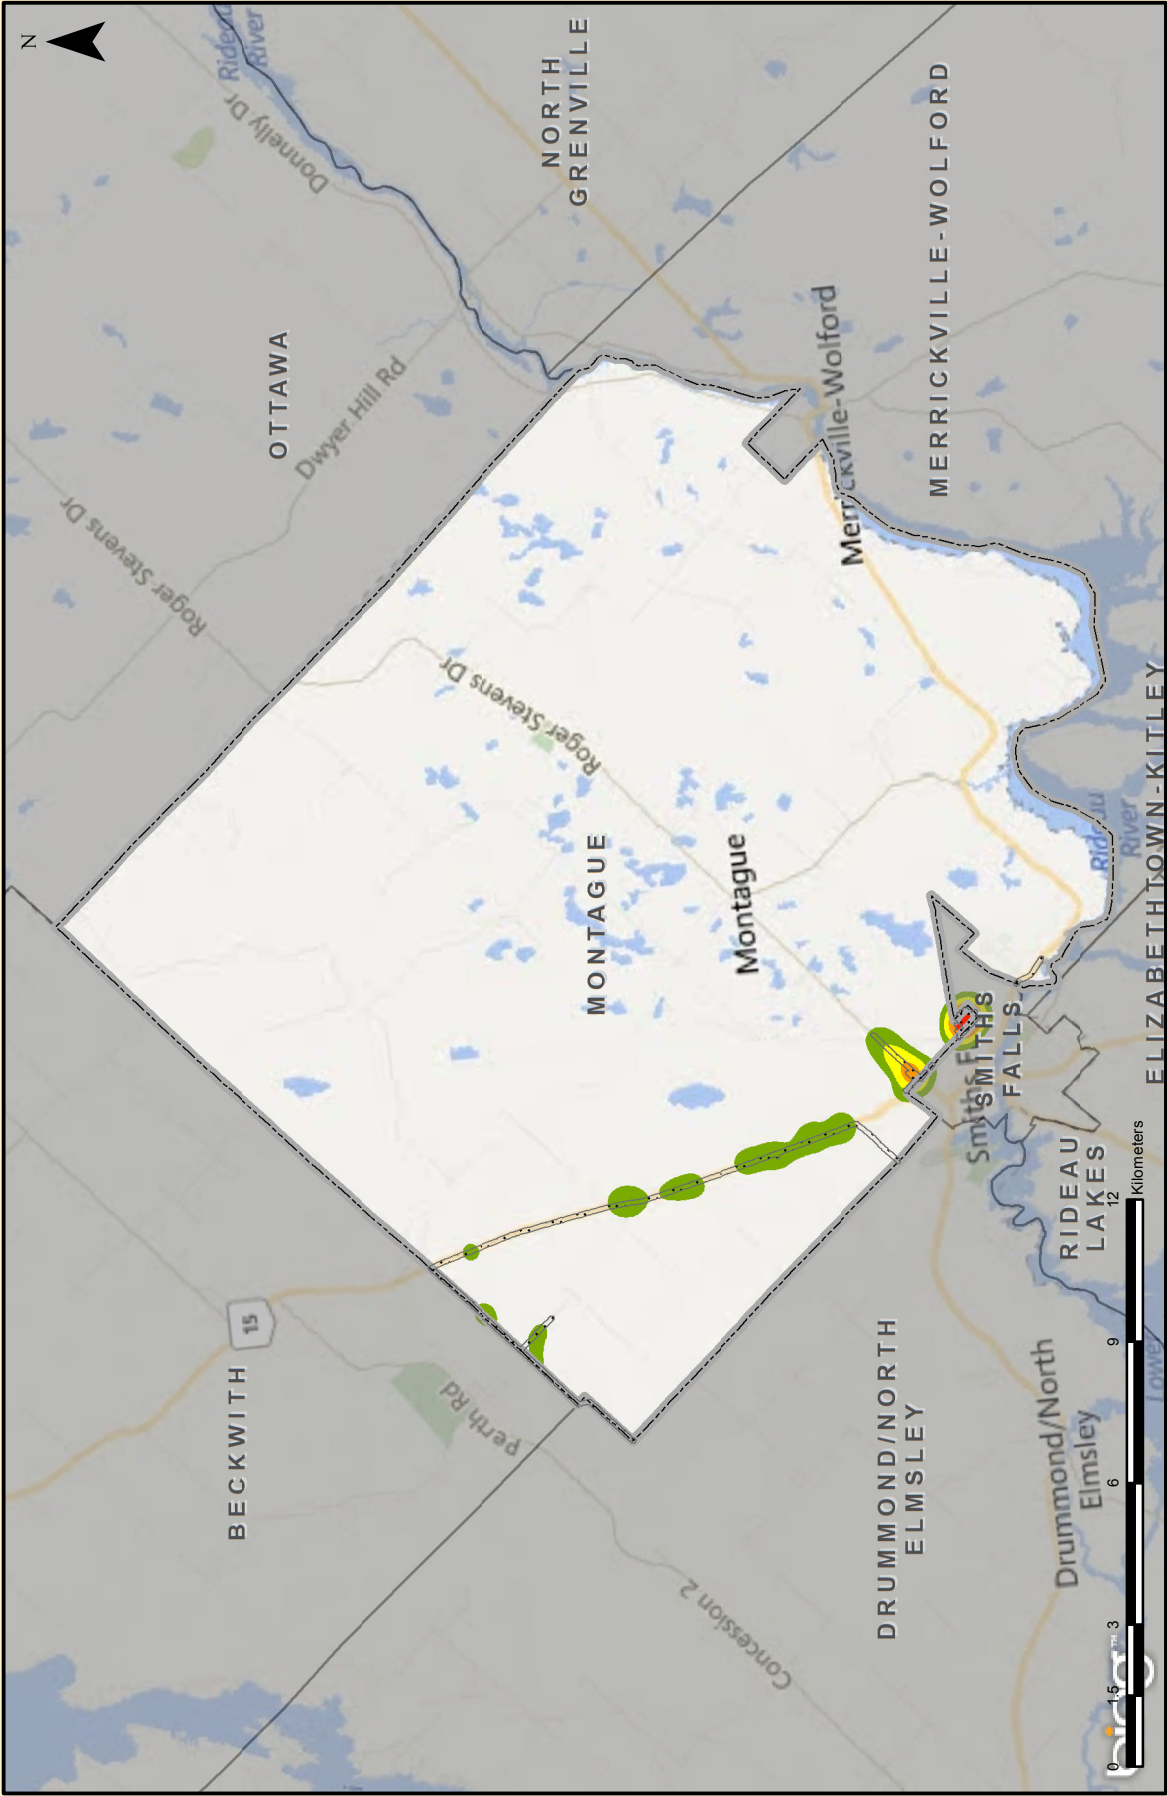 N
Rideau
River
Donnelly Dr
NORTH
GRENVILLE
OTTAWA
Dwyer Hill Rd
Roger Stevens Dr
MERRICKVILLE-WOLFORD
Merrickville-Wolford
Roger Stevens Dr
MONTAGUE
Montague
Rideau
River
ELIZABETHTOWN-KITLEY
SMITHS
FALLS
Smiths F
RIDEAU
LAKES
BECKWITH
15
Perth Rd
Concession 2
DRUMMOND/NORTH
ELMSLEY
Drummond/North
Elmsley
Lower
bing™
0 1.5 3 6 9 12
Kilometers